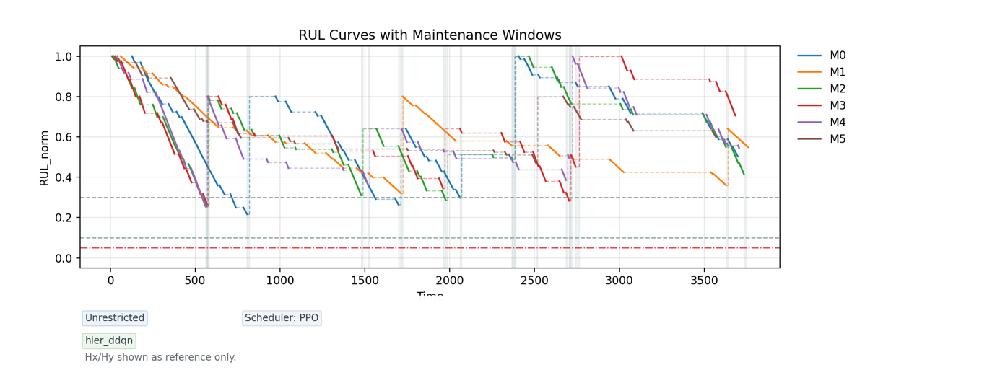 RUL Curves with Maintenance Windows
RUL_norm
1.0
0.8
0.6
0.4
0.2
0.0
0
500
1000
1500
2000
2500
3000
3500
Time
M0
M1
M2
M3
M4
M5
Unrestricted
Scheduler: PPO
hier_ddqn
Hx/Hy shown as reference only.